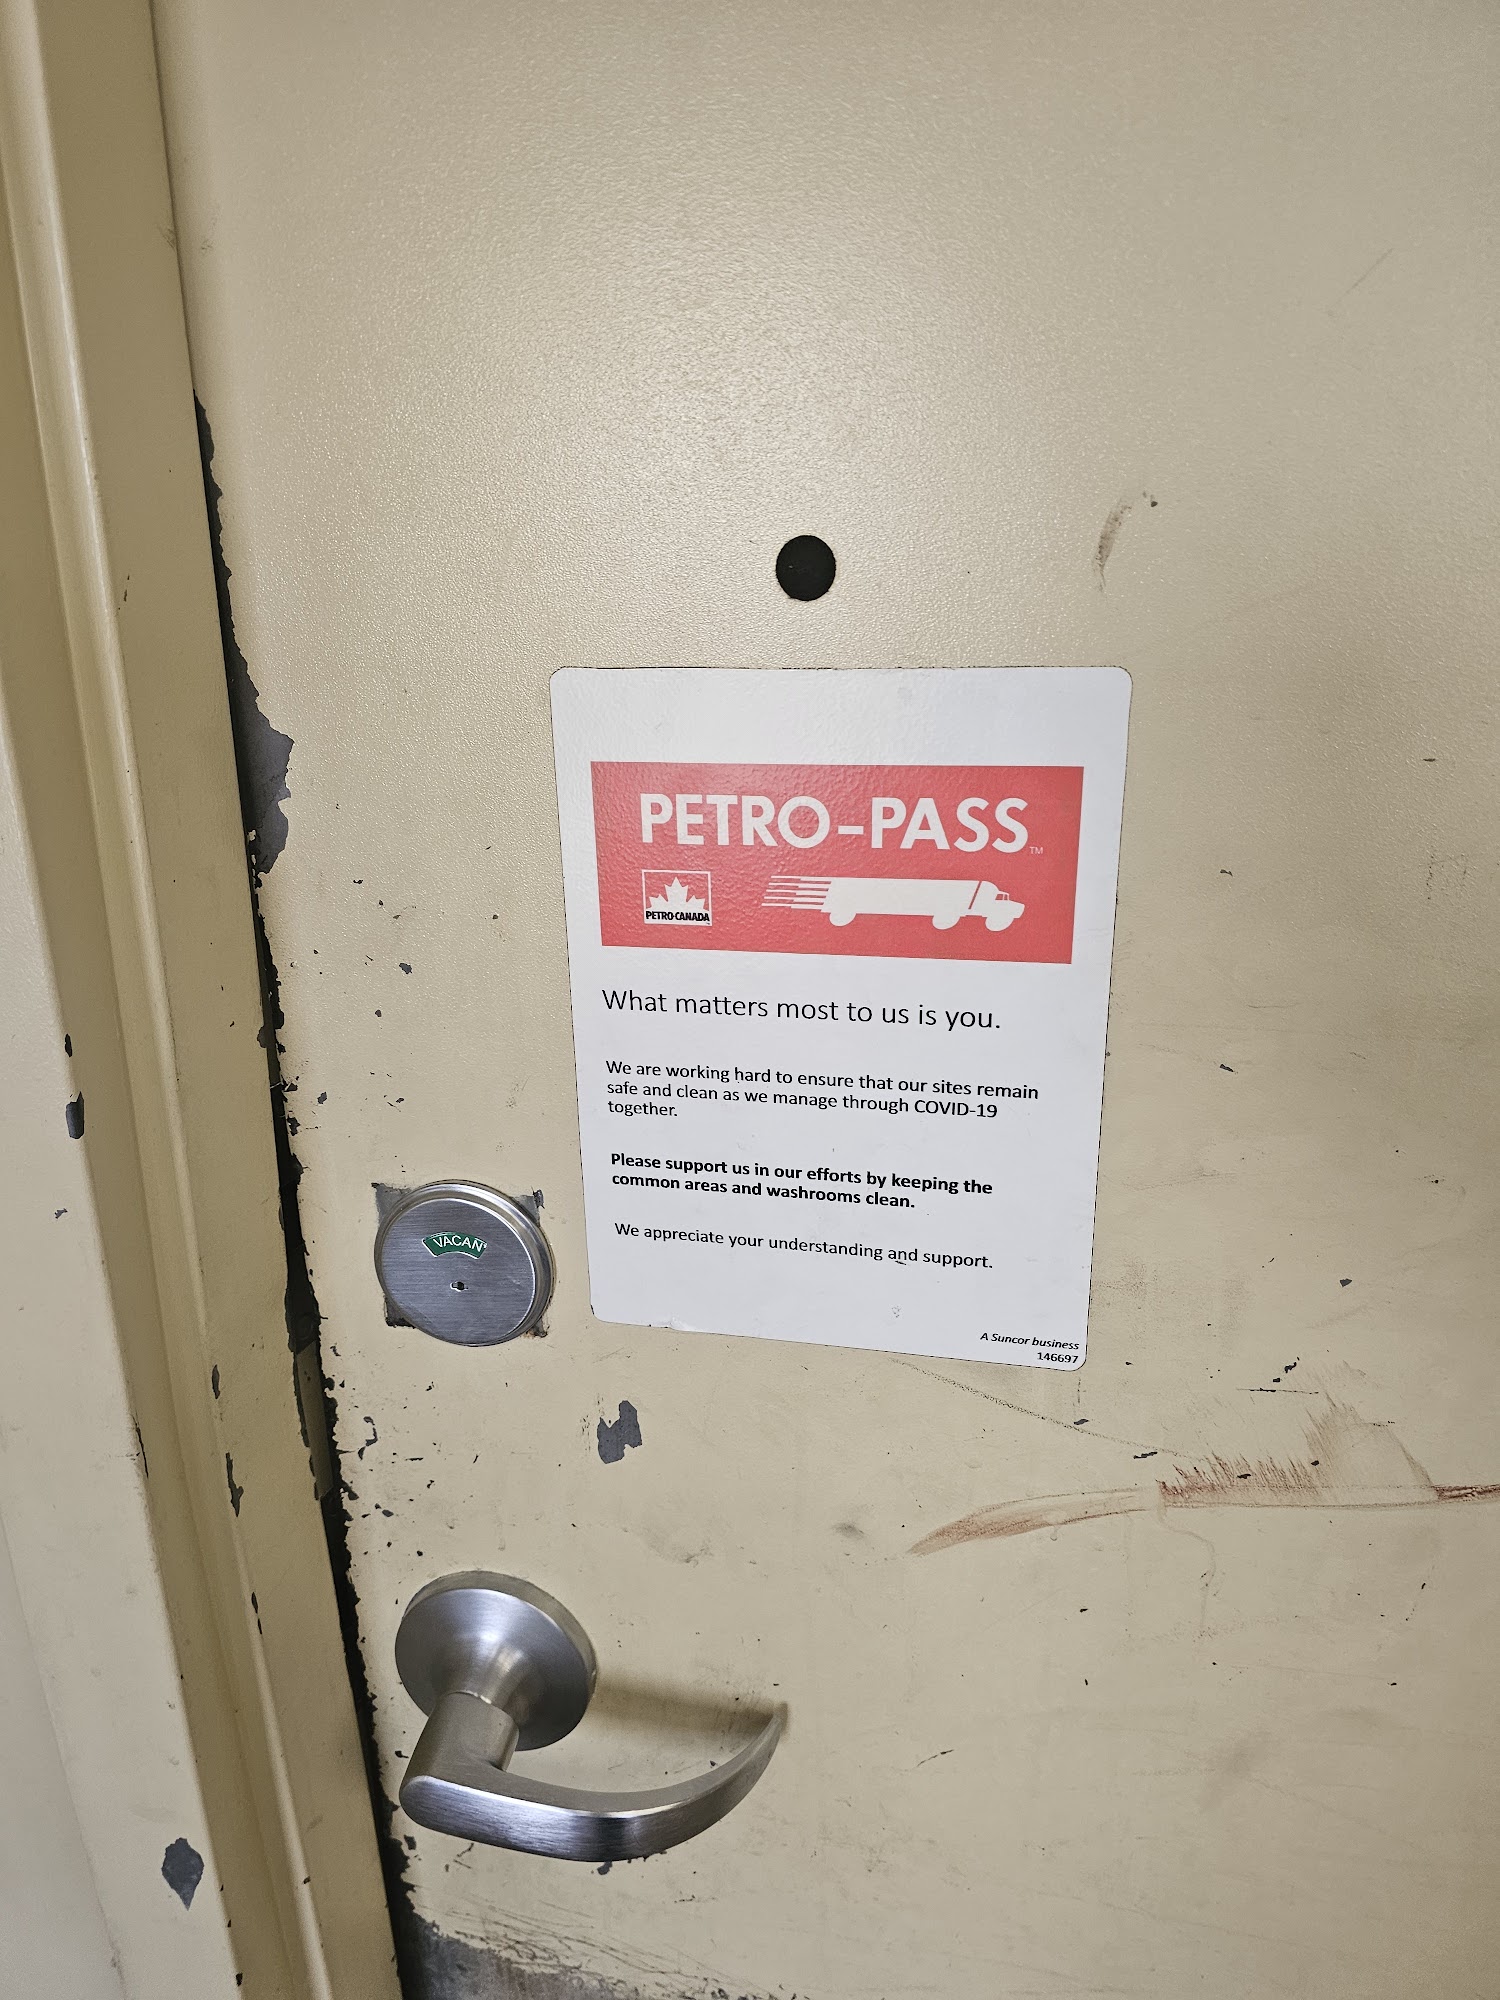 PETRO-PASS™
PETRO-CANADA
What matters most to us is you.
We are working hard to ensure that our sites remain
safe and clean as we manage through COVID-19
together.
Please support us in our efforts by keeping the
common areas and washrooms clean.
We appreciate your understanding and support.
VACAN
A Suncor business
146697